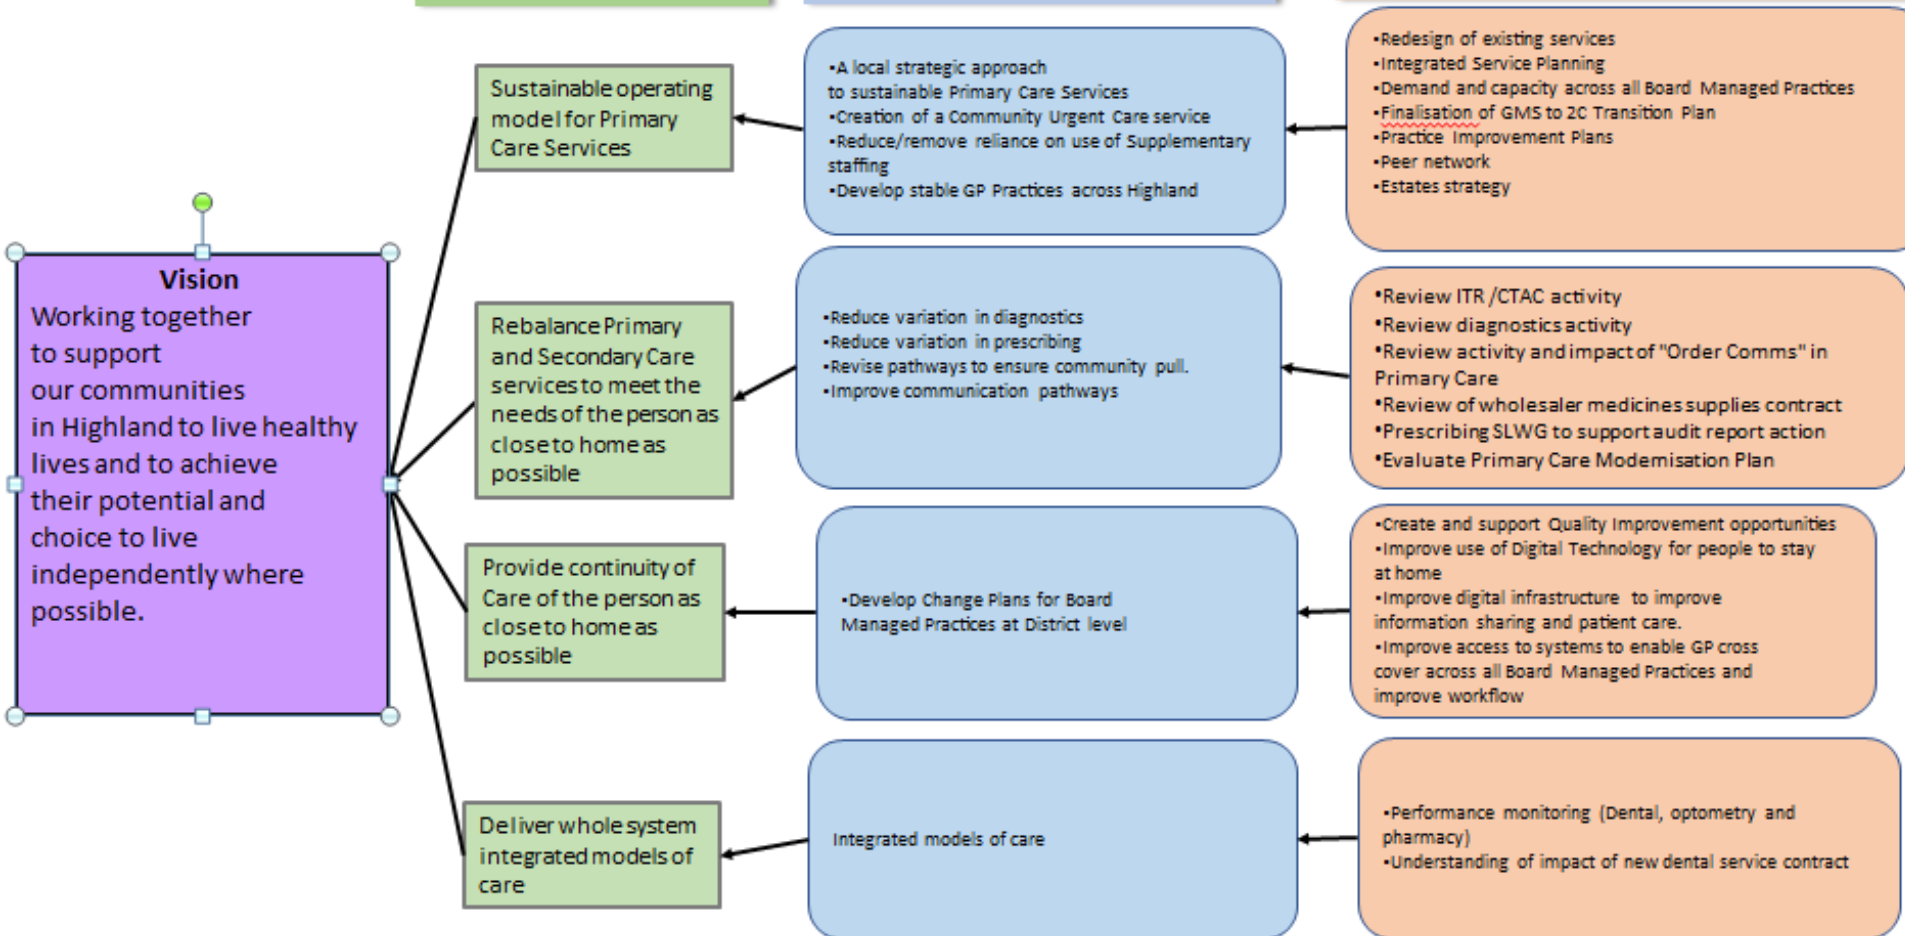 Vision
Working together
to support
our communities
in Highland to live healthy
lives and to achieve
their potential and
choice to live
independently where
possible.
Sustainable operating
model for Primary
Care Services
•A local strategic approach
to sustainable Primary Care Services
•Creation of a Community Urgent Care service
•Reduce/remove reliance on use of Supplementary
staffing
•Develop stable GP Practices across Highland
•Redesign of existing services
•Integrated Service Planning
•Demand and capacity across all Board Managed Practices
•Finalisation of GMS to 2C Transition Plan
•Practice Improvement Plans
•Peer network
•Estates strategy
Rebalance Primary
and Secondary Care
services to meet the
needs of the person as
close to home as
possible
•Reduce variation in diagnostics
•Reduce variation in prescribing
•Revise pathways to ensure community pull.
•Improve communication pathways
•Review ITR /CTAC activity
•Review diagnostics activity
•Review activity and impact of "Order Comms" in
Primary Care
•Review of wholesaler medicines supplies contract
•Prescribing SLWG to support audit report action
•Evaluate Primary Care Modernisation Plan
Provide continuity of
Care of the person as
close to home as
possible
•Develop Change Plans for Board
Managed Practices at District level
•Create and support Quality Improvement opportunities
•Improve use of Digital Technology for people to stay
at home
•Improve digital infrastructure to improve
information sharing and patient care.
•Improve access to systems to enable GP cross
cover across all Board Managed Practices and
improve workflow
Deliver whole system
integrated models of
care
Integrated models of care
•Performance monitoring (Dental, optometry and
pharmacy)
•Understanding of impact of new dental service contract